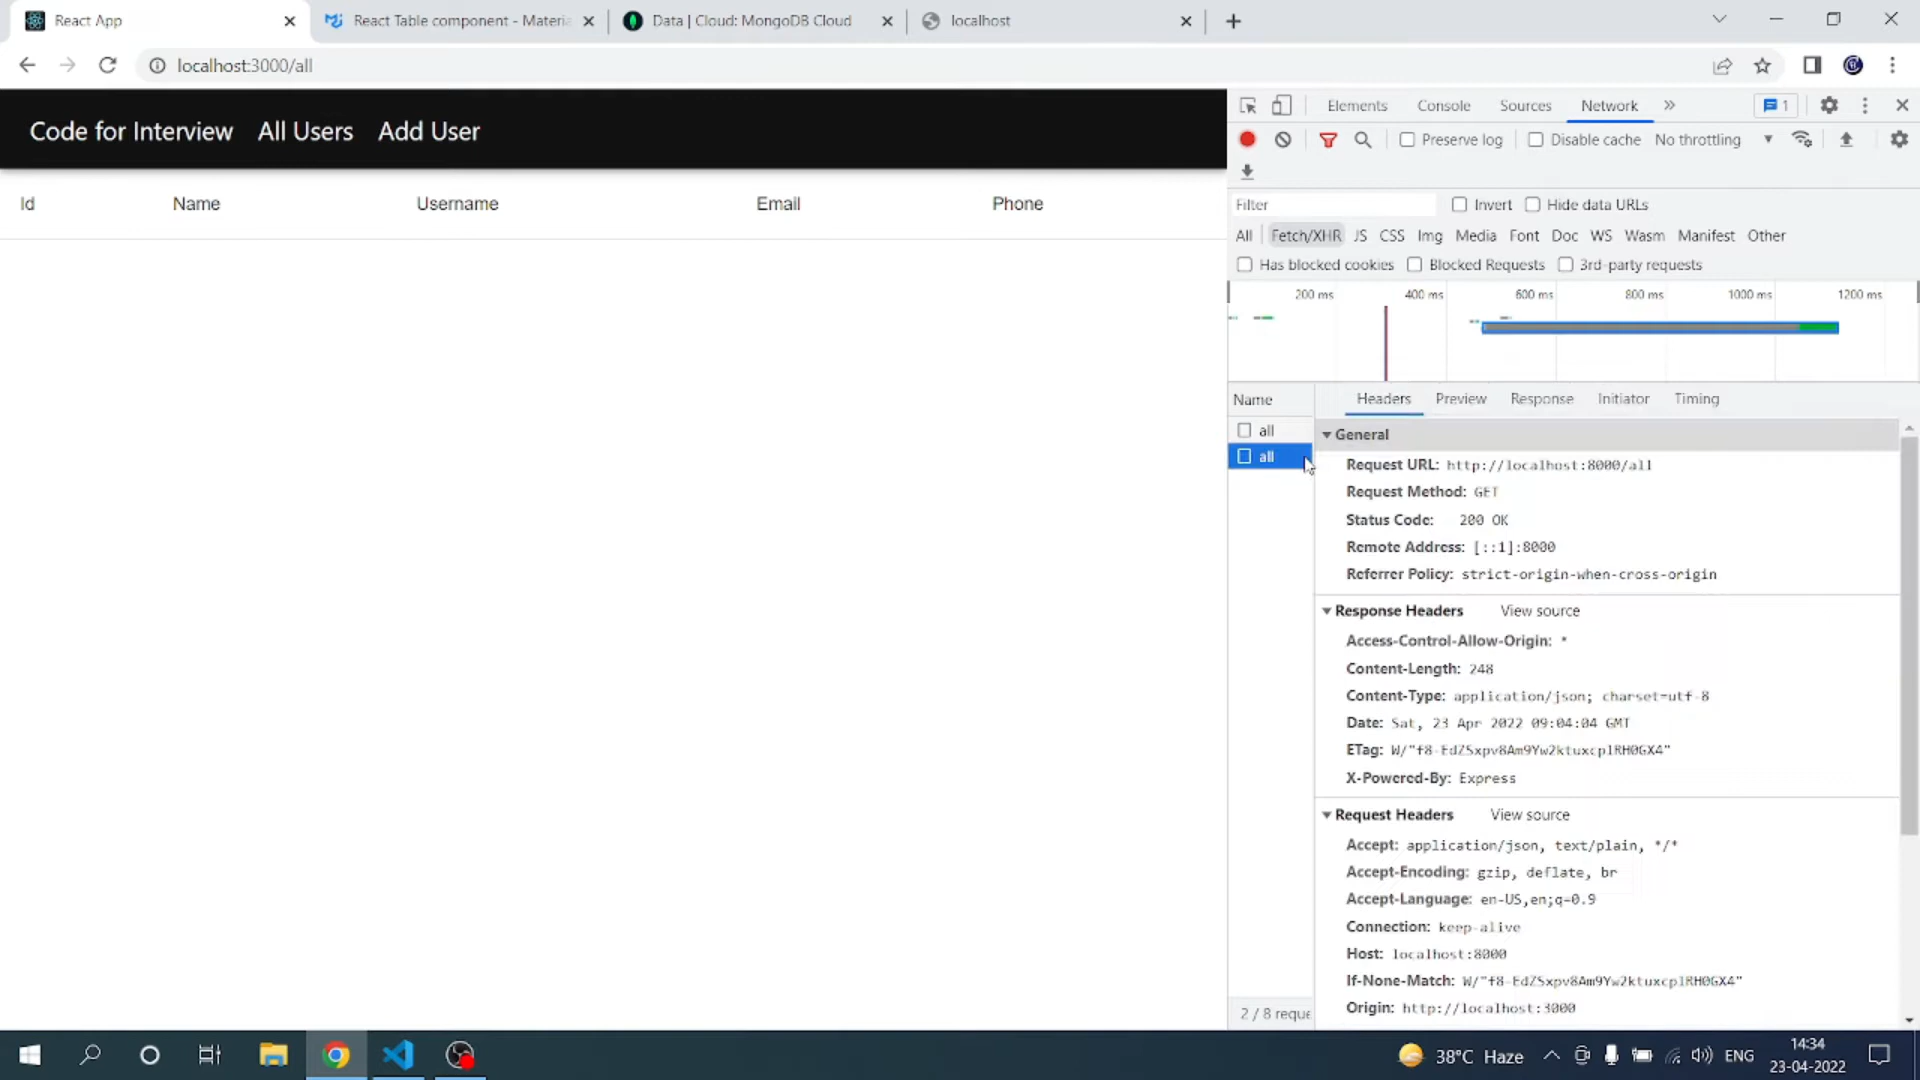 React App
React Table component - Materia
Data | Cloud: MongoDB Cloud
localhost
localhost:3000/all
Code for Interview
All Users
Add User
Id
Name
Username
Email
Phone
Elements
Console
Sources
Network
1
Preserve log
Disable cache
No throttling
Filter
Invert
Hide data URLs
All
Fetch/XHR
JS
CSS
Img
Media
Font
Doc
WS
Wasm
Manifest
Other
Has blocked cookies
Blocked Requests
3rd-party requests
200 ms
400 ms
600 ms
800 ms
1000 ms
1200 ms
Name
Headers
Preview
Response
Initiator
Timing
all
all
General
Request URL: http://localhost:8000/all
Request Method: GET
Status Code: 200 OK
Remote Address: [::1]:8000
Referrer Policy: strict-origin-when-cross-origin
Response Headers
View source
Access-Control-Allow-Origin: *
Content-Length: 248
Content-Type: application/json; charset=utf-8
Date: Sat, 23 Apr 2022 09:04:04 GMT
ETag: W/"f8-EdZSxpv8Am9Yw2ktuxcplRH0GX4"
X-Powered-By: Express
Request Headers
View source
Accept: application/json, text/plain, */*
Accept-Encoding: gzip, deflate, br
Accept-Language: en-US,en;q=0.9
Connection: keep-alive
Host: localhost:8000
If-None-Match: W/"f8-EdZSxpv8Am9Yw2ktuxcplRH0GX4"
Origin: http://localhost:3000
2 / 8 reque
38°C Haze
ENG
14:34
23-04-2022